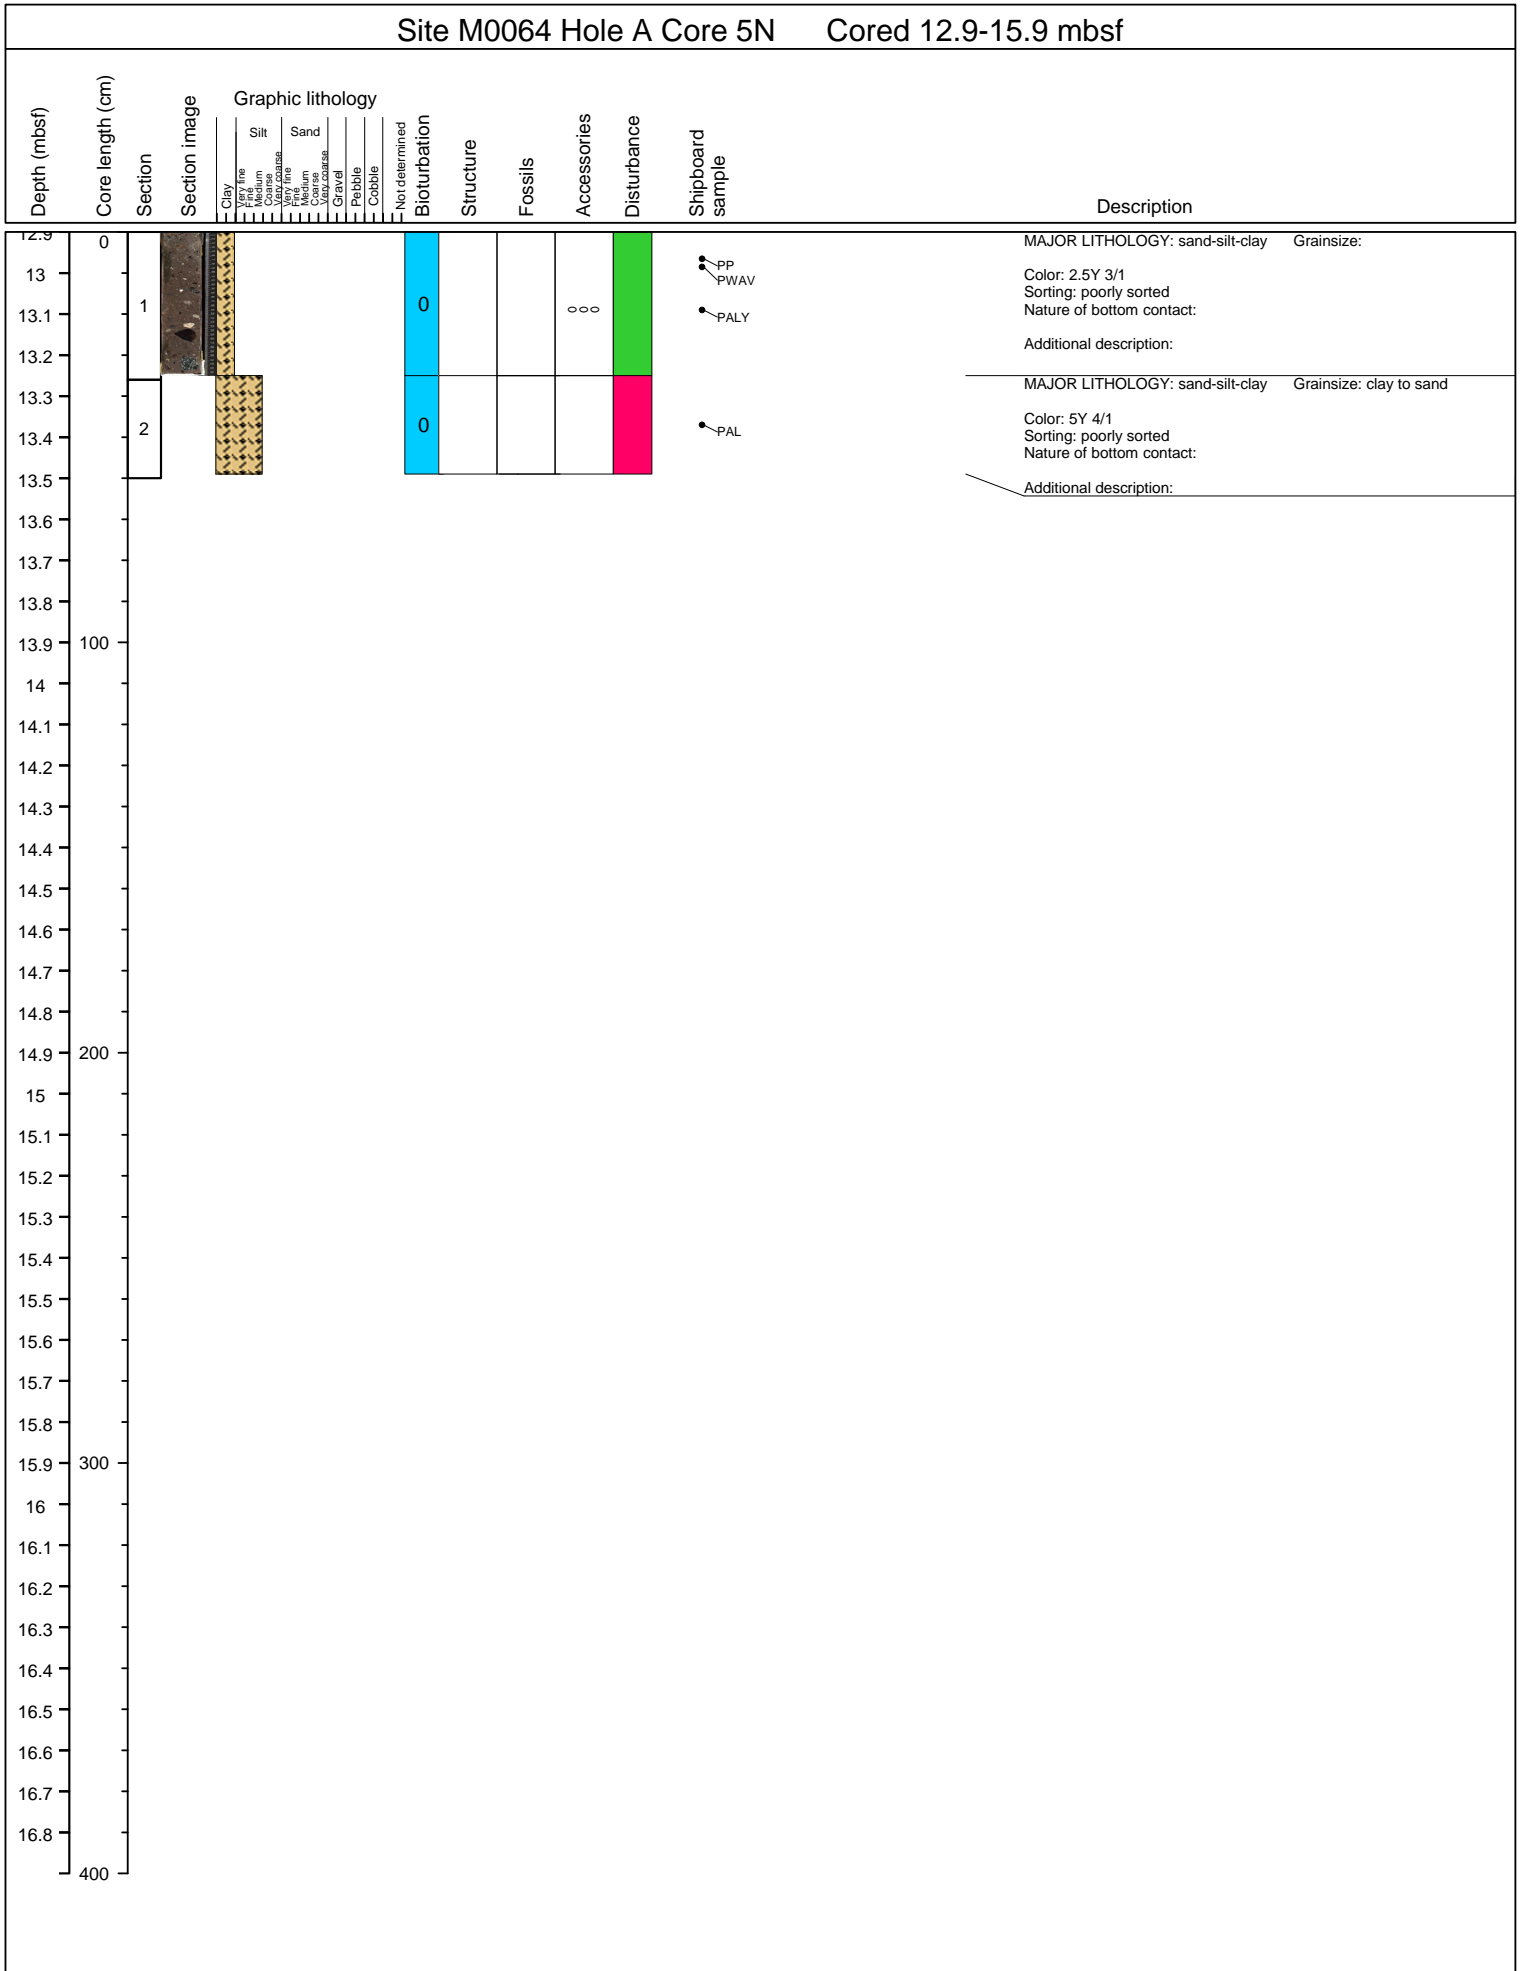 Site M0064 Hole A Core 5N Cored 12.9-15.9 mbsf
Depth (mbsf)
Core length (cm)
Section
Section image
Graphic lithology
Clay
Silt
Very fine
Fine
Medium
Coarse
Very coarse
Sand
Very fine
Fine
Medium
Coarse
Very coarse
Gravel
Pebble
Cobble
Not determined
Bioturbation
Structure
Fossils
Accessories
Disturbance
Shipboard
sample
Description
12.9
13
13.1
13.2
13.3
13.4
13.5
13.6
13.7
13.8
13.9
14
14.1
14.2
14.3
14.4
14.5
14.6
14.7
14.8
14.9
15
15.1
15.2
15.3
15.4
15.5
15.6
15.7
15.8
15.9
16
16.1
16.2
16.3
16.4
16.5
16.6
16.7
16.8
0
100
200
300
400
1
2
0
0
PP
PWAV
PALY
PAL
MAJOR LITHOLOGY: sand-silt-clay Grainsize:
Color: 2.5Y 3/1
Sorting: poorly sorted
Nature of bottom contact:
Additional description:
MAJOR LITHOLOGY: sand-silt-clay Grainsize: clay to sand
Color: 5Y 4/1
Sorting: poorly sorted
Nature of bottom contact:
Additional description: